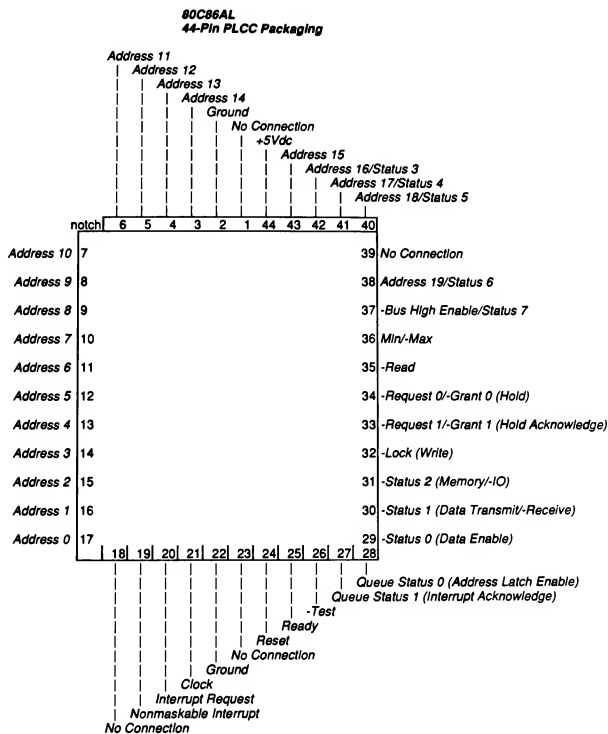 80C86AL
44-Pin PLCC Packaging
Address 11
Address 12
Address 13
Address 14
Ground
No Connection
+5Vdc
Address 15
Address 16/Status 3
Address 17/Status 4
Address 18/Status 5
notch 6 5 4 3 2 1 44 43 42 41 40
Address 10 7 39 No Connection
Address 9 8 38 Address 19/Status 6
Address 8 9 37 -Bus High Enable/Status 7
Address 7 10 36 Min/-Max
Address 6 11 35 -Read
Address 5 12 34 -Request 0/-Grant 0 (Hold)
Address 4 13 33 -Request 1/-Grant 1 (Hold Acknowledge)
Address 3 14 32 -Lock (Write)
Address 2 15 31 -Status 2 (Memory/-IO)
Address 1 16 30 -Status 1 (Data Transmit/-Receive)
Address 0 17 29 -Status 0 (Data Enable)
18 19 20 21 22 23 24 25 26 27 28
Queue Status 0 (Address Latch Enable)
Queue Status 1 (Interrupt Acknowledge)
-Test
Ready
Reset
No Connection
Ground
Clock
Interrupt Request
Nonmaskable Interrupt
No Connection